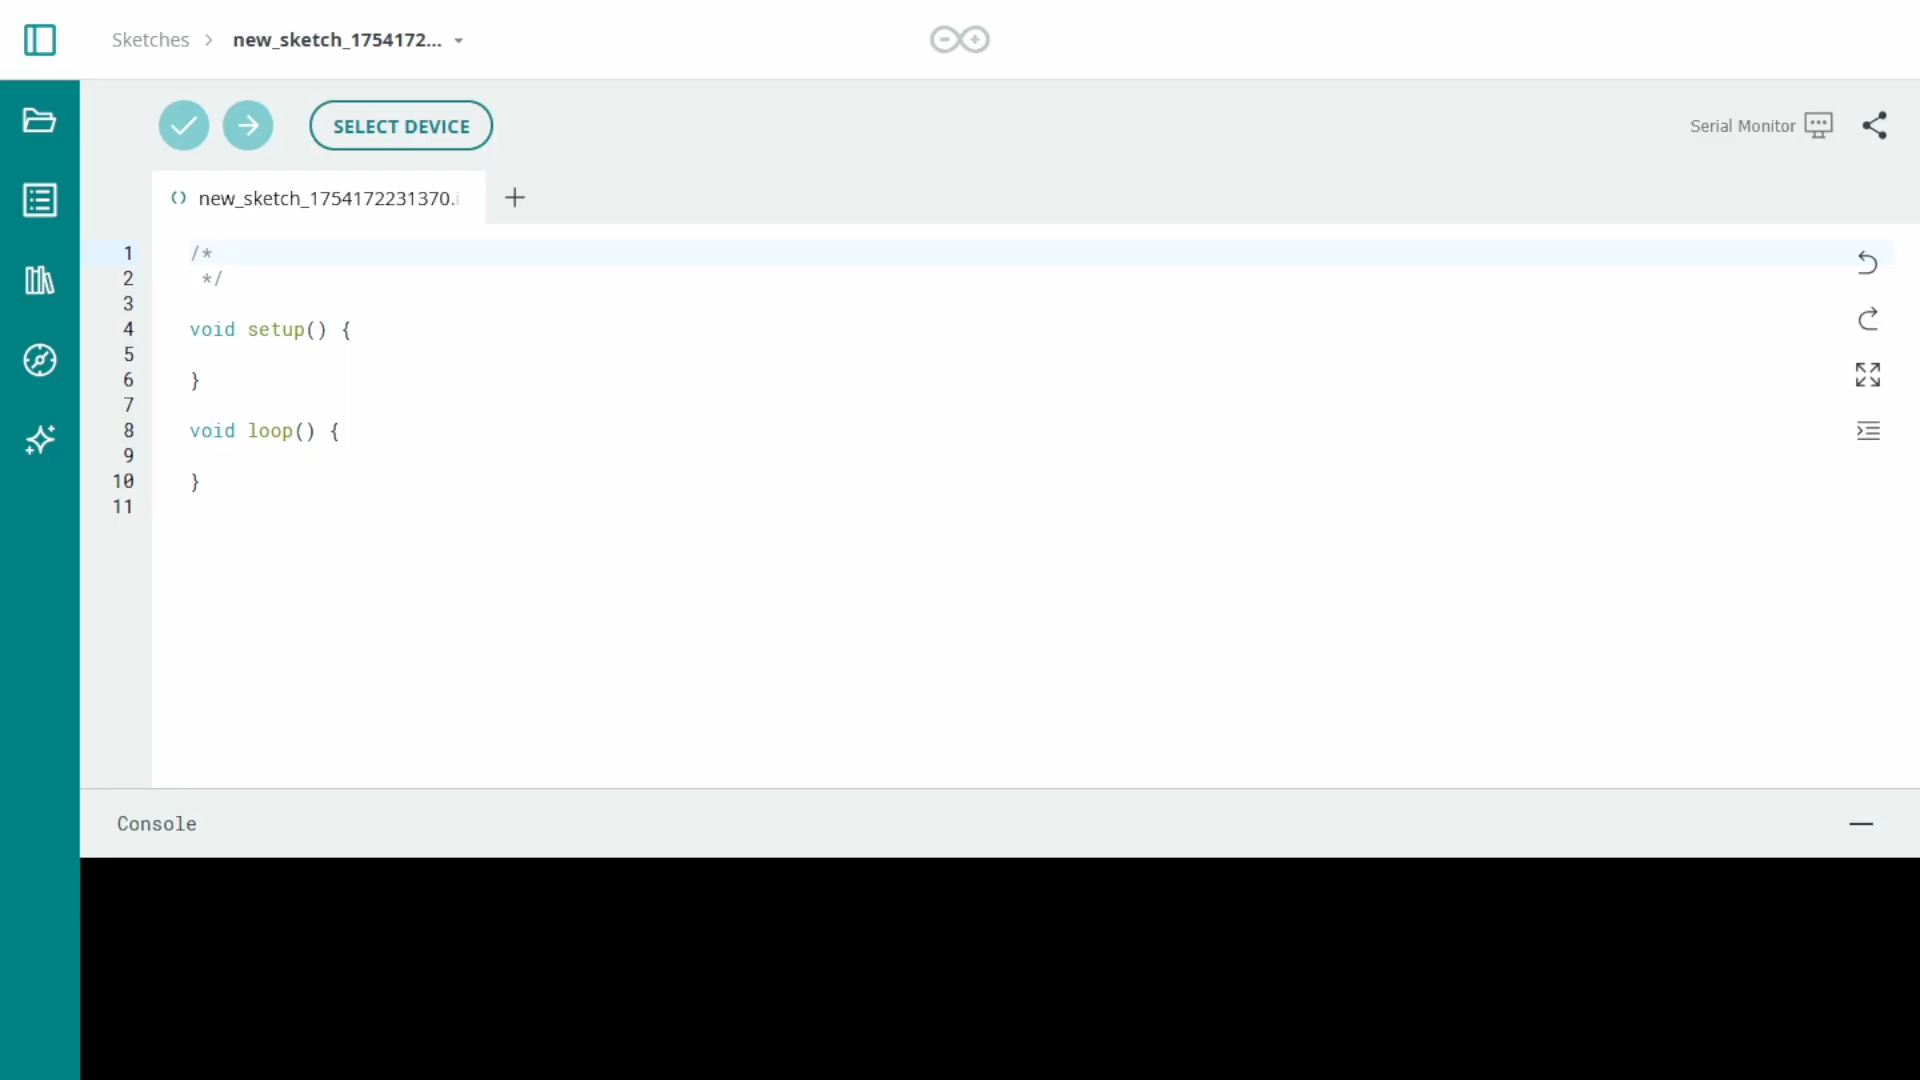 Sketches > new_sketch_1754172...
SELECT DEVICE
Serial Monitor
new_sketch_1754172231370.i
1 /*
2 */
3
4 void setup() {
5
6 }
7
8 void loop() {
9
10 }
11
Console